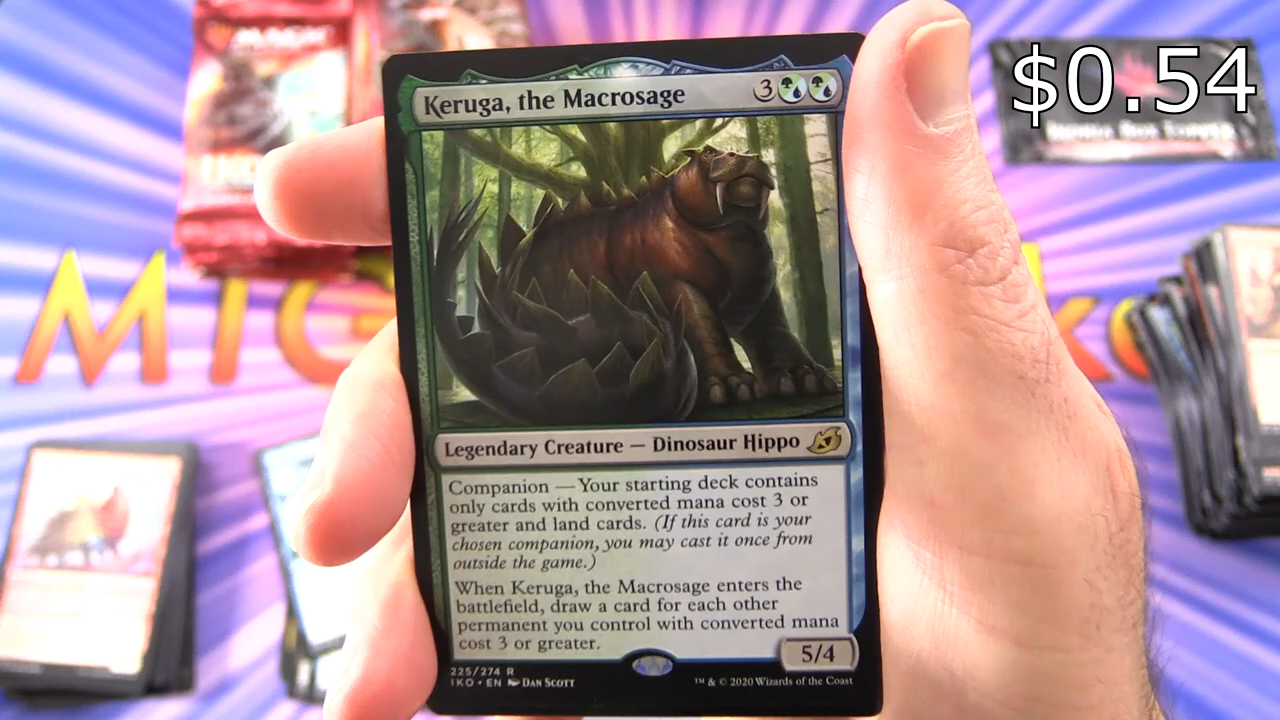 $0.54
MAGIC
Keruga, the Macrosage 3
MIG
Legendary Creature — Dinosaur Hippo
Companion — Your starting deck contains
only cards with converted mana cost 3 or
greater and land cards. (If this card is your
chosen companion, you may cast it once from
outside the game.)
When Keruga, the Macrosage enters the
battlefield, draw a card for each other
permanent you control with converted mana
cost 3 or greater.
5/4
225/274 R
IKO • EN DAN SCOTT
™ & © 2020 Wizards of the Coast